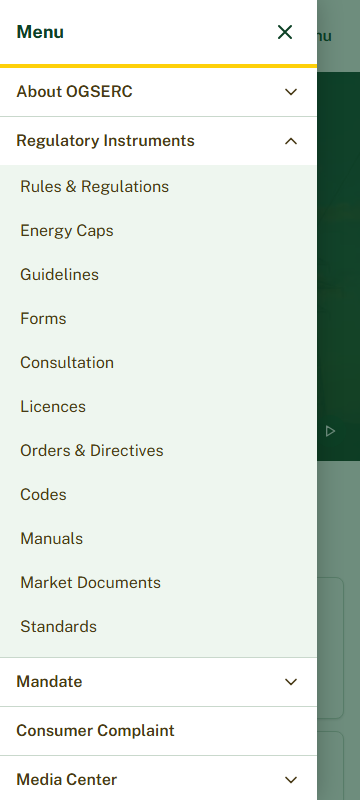 Menu
About OGSERC
Regulatory Instruments
Rules & Regulations
Energy Caps
Guidelines
Forms
Consultation
Licences
Orders & Directives
Codes
Manuals
Market Documents
Standards
Mandate
Consumer Complaint
Media Center